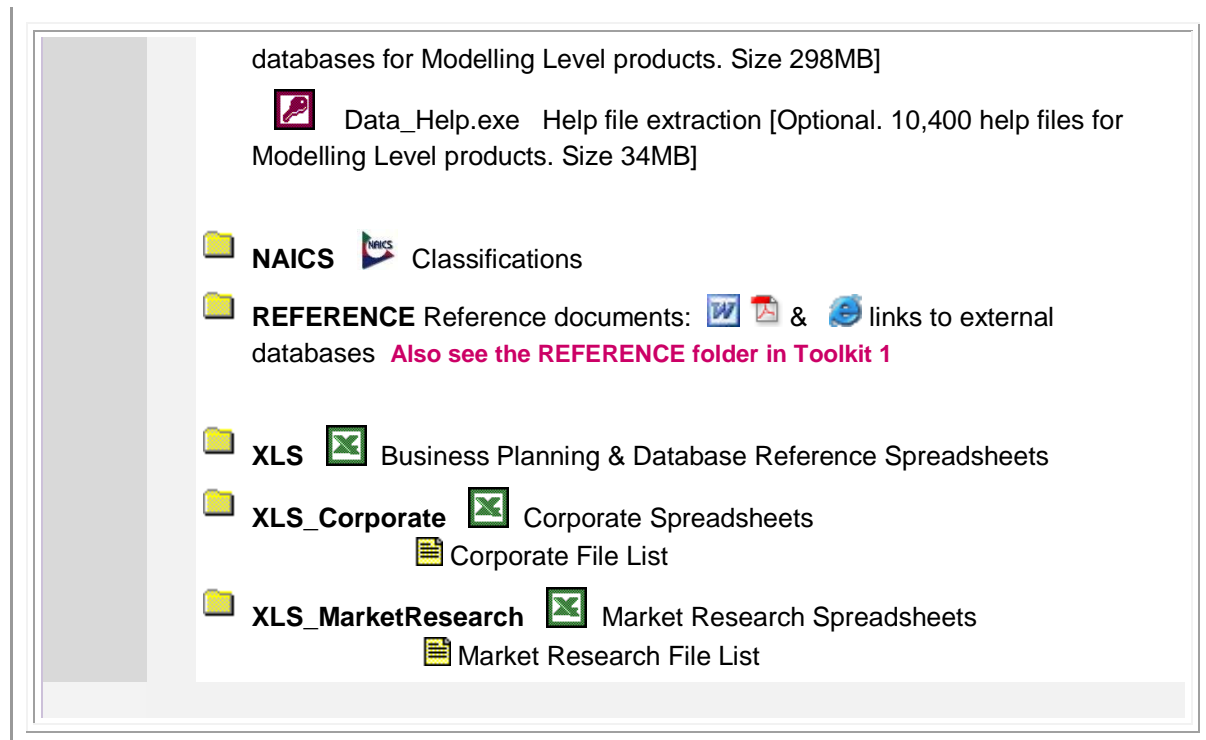 databases for Modelling Level products. Size 298MB]
Data_Help.exe Help file extraction [Optional. 10,400 help files for
Modelling Level products. Size 34MB]
NAICS NAICS Classifications
REFERENCE Reference documents: W & links to external
databases Also see the REFERENCE folder in Toolkit 1
XLS Business Planning & Database Reference Spreadsheets
XLS_Corporate Corporate Spreadsheets
Corporate File List
XLS_MarketResearch Market Research Spreadsheets
Market Research File List